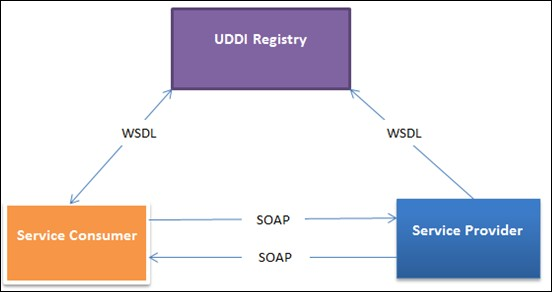 UDDI Registry
WSDL
WSDL
SOAP
Service Consumer
Service Provider
SOAP